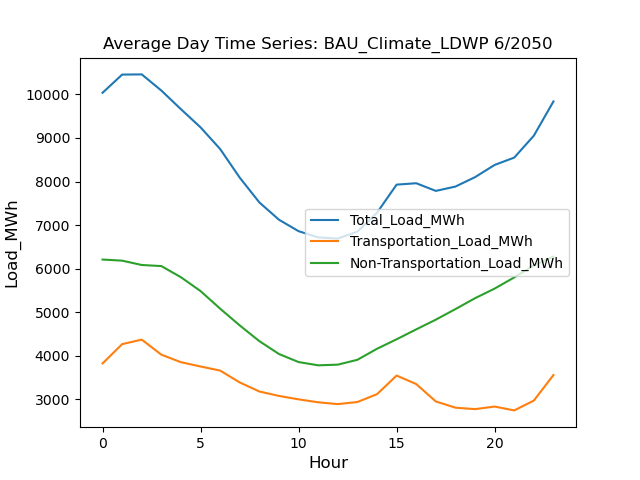 Average Day Time Series: BAU_Climate_LDWP 6/2050
Load_MWh
10000
9000
8000
7000
6000
5000
4000
3000
Total_Load_MWh
Transportation_Load_MWh
Non-Transportation_Load_MWh
0 5 10 15 20
Hour